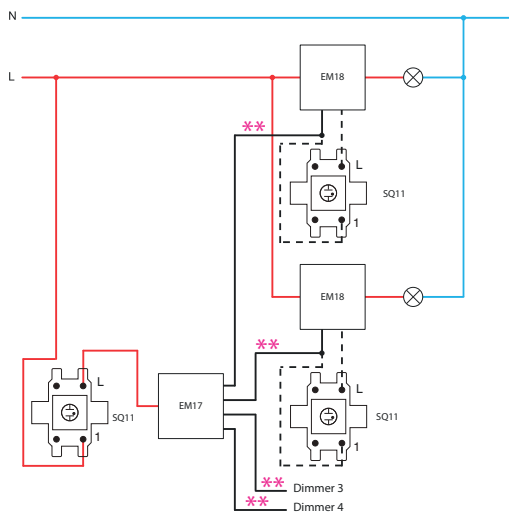 N
L
EM18
**
L
SQ11
1
EM18
**
L
SQ11
1
L
SQ11
1
EM17
** Dimmer 3
** Dimmer 4